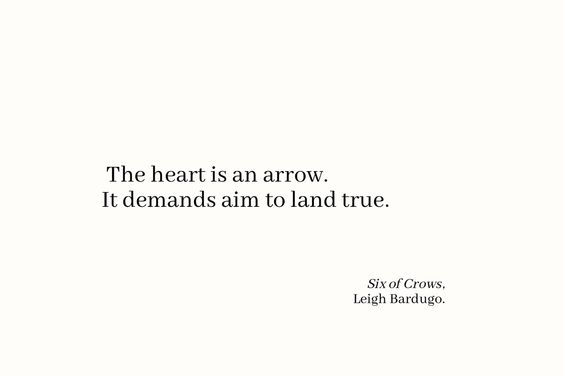 The heart is an arrow.
It demands aim to land true.
Six of Crows,
Leigh Bardugo.